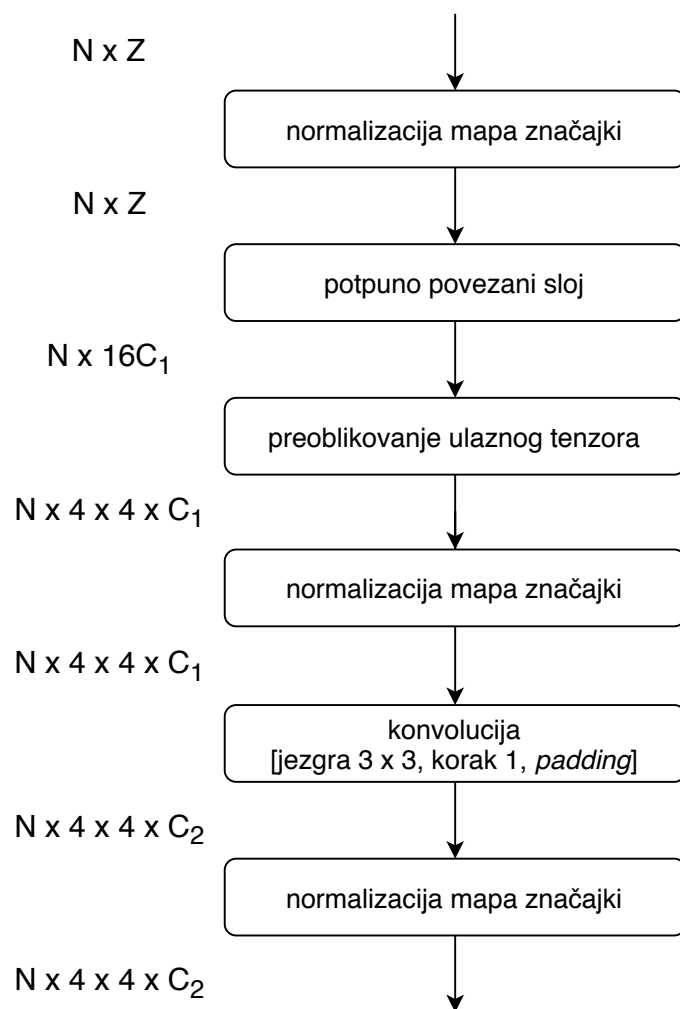 N x Z
normalizacija mapa značajki
N x Z
potpuno povezani sloj
N x 16C₁
preoblikovanje ulaznog tenzora
N x 4 x 4 x C₁
normalizacija mapa značajki
N x 4 x 4 x C₁
konvolucija
[jezgra 3 x 3, korak 1, padding]
N x 4 x 4 x C₂
normalizacija mapa značajki
N x 4 x 4 x C₂